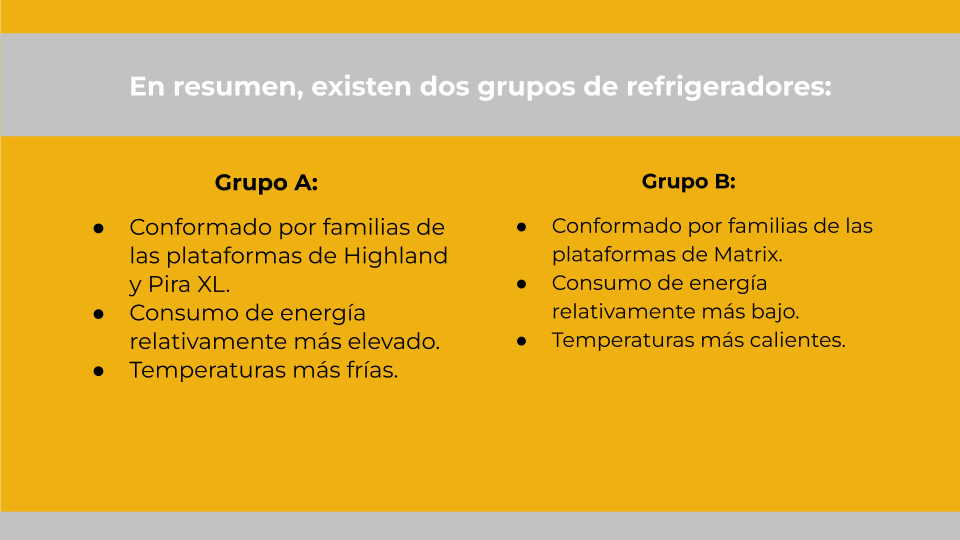 En resumen, existen dos grupos de refrigeradores:
Grupo A:
● Conformado por familias de
las plataformas de Highland
y Pira XL.
● Consumo de energía
relativamente más elevado.
● Temperaturas más frías.
Grupo B:
● Conformado por familias de las
plataformas de Matrix.
● Consumo de energía
relativamente más bajo.
● Temperaturas más calientes.